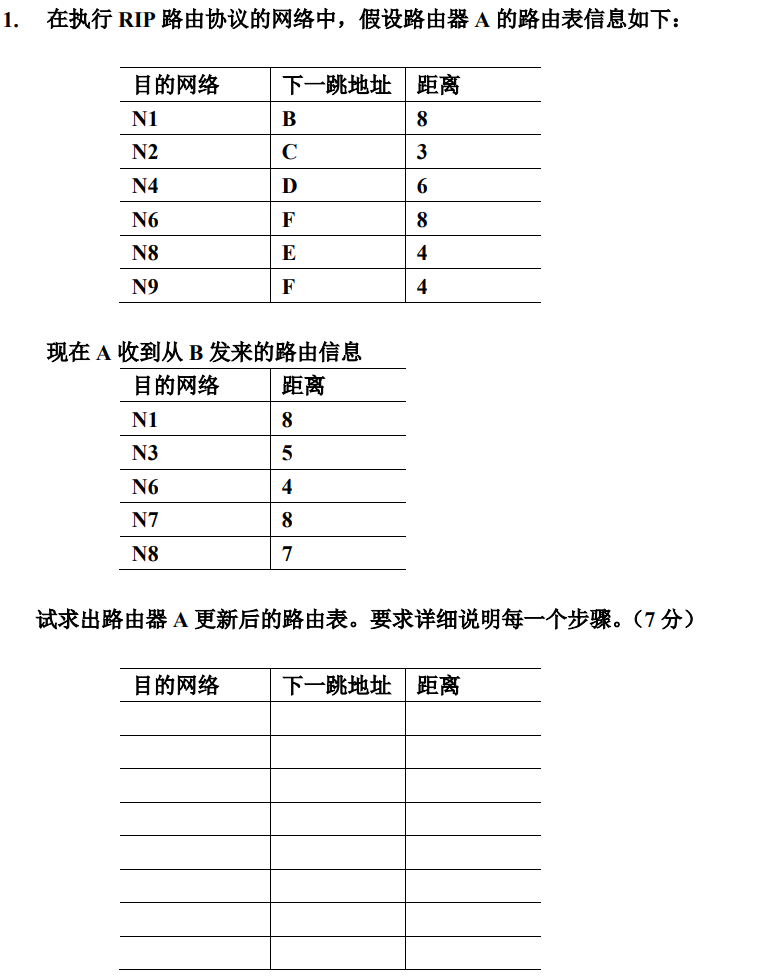 1. 在执行 RIP 路由协议的网络中，假设路由器 A 的路由表信息如下：
目的网络 下一跳地址 距离
N1 B 8
N2 C 3
N4 D 6
N6 F 8
N8 E 4
N9 F 4
现在 A 收到从 B 发来的路由信息
目的网络 距离
N1 8
N3 5
N6 4
N7 8
N8 7
试求出路由器 A 更新后的路由表。要求详细说明每一个步骤。（7 分）
目的网络 下一跳地址 距离